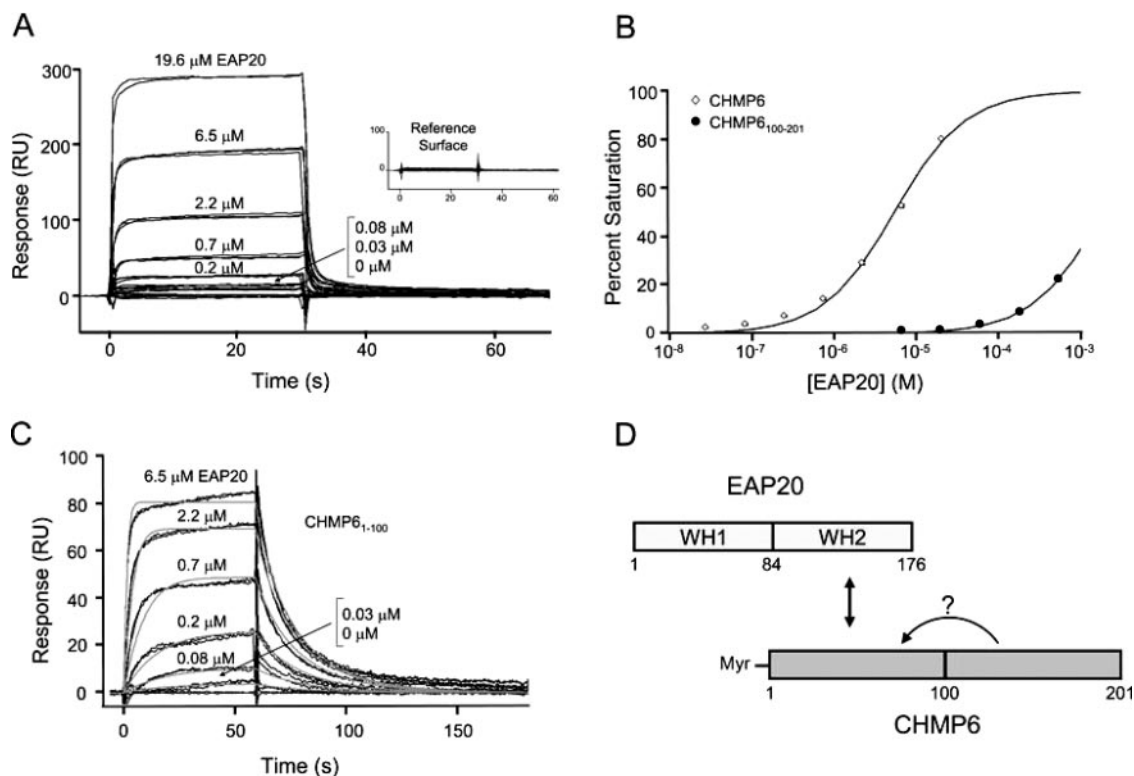 A
19.6 μM EAP20
300
6.5 μM
200
2.2 μM
100
0.7 μM
0.2 μM
0
0.08 μM
0.03 μM
0 μM
Reference
Surface
100
0
0 20 40 60
0 20 40 60
Response (RU)
Time (s)
B
100
80
60
40
20
0
CHMP6
CHMP6100-201
Percent Saturation
10-8 10-7 10-6 10-5 10-4 10-3
[EAP20] (M)
C
100
80
60
40
20
0
6.5 μM EAP20
2.2 μM
0.7 μM
0.2 μM
0.08 μM
CHMP61-100
0.03 μM
0 μM
Response (RU)
0 50 100 150
Time (s)
D
EAP20
WH1 WH2
1 84 176
?
Myr
1 100 201
CHMP6